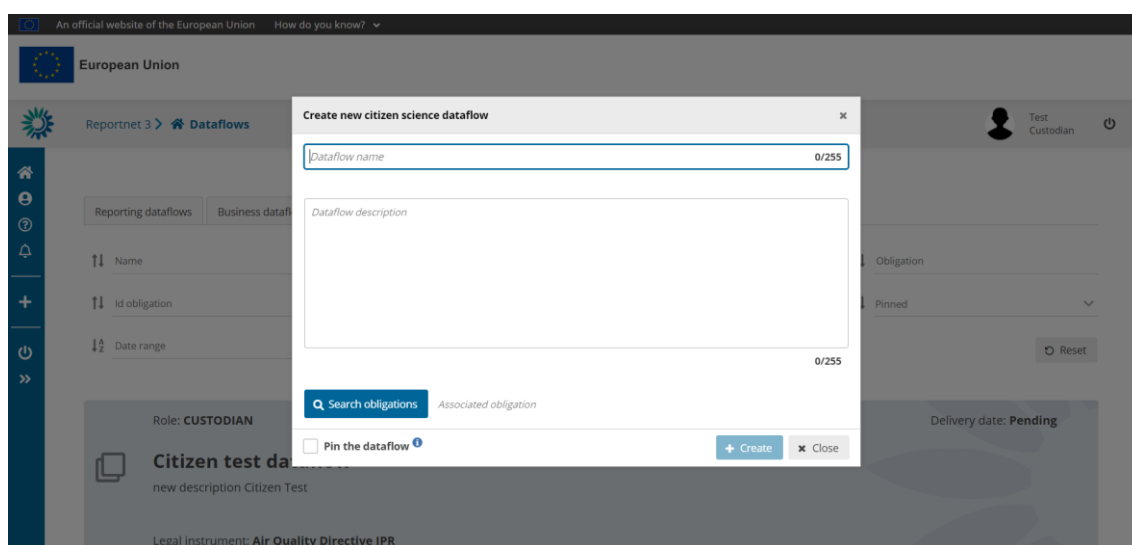 An official website of the European Union How do you know?
European Union
Reportnet 3 Dataflows
Test
Custodian
Create new citizen science dataflow
Dataflow name 0/255
Dataflow description
0/255
Search obligations Associated obligation
Pin the dataflow
+ Create × Close
Reporting dataflows Business datafl
Name Obligation
Id obligation Pinned
Date range Reset
Role: CUSTODIAN Delivery date: Pending
Citizen test da
new description Citizen Test
Legal instrument: Air Quality Directive IPR